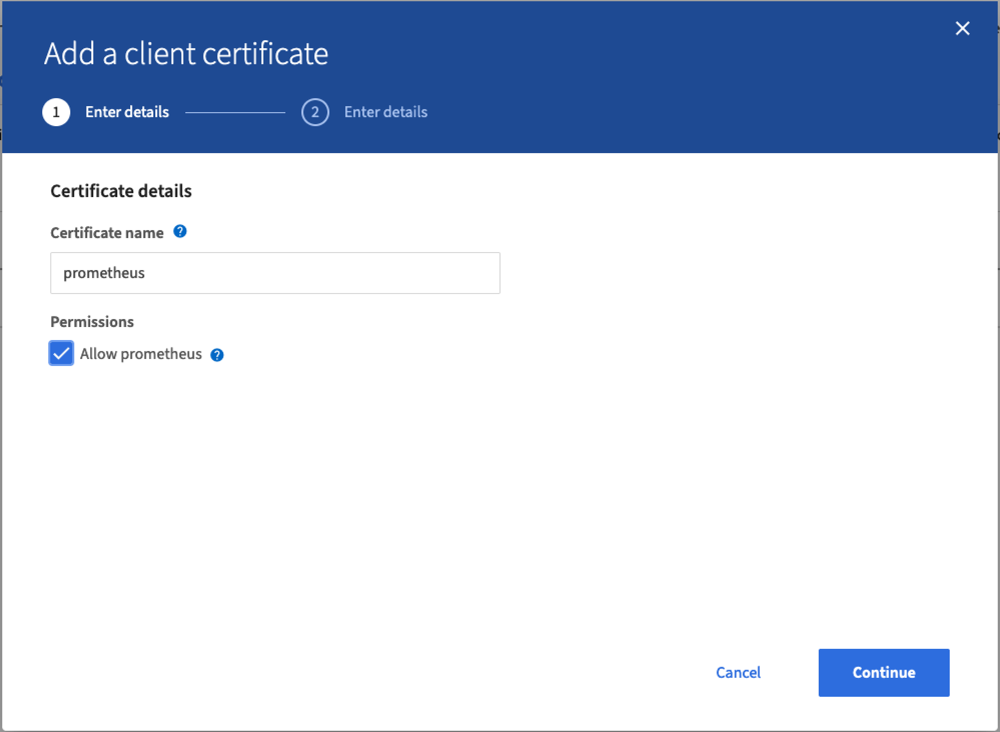 Add a client certificate
1 Enter details 2 Enter details
Certificate details
Certificate name ?
prometheus
Permissions
Allow prometheus ?
Cancel Continue